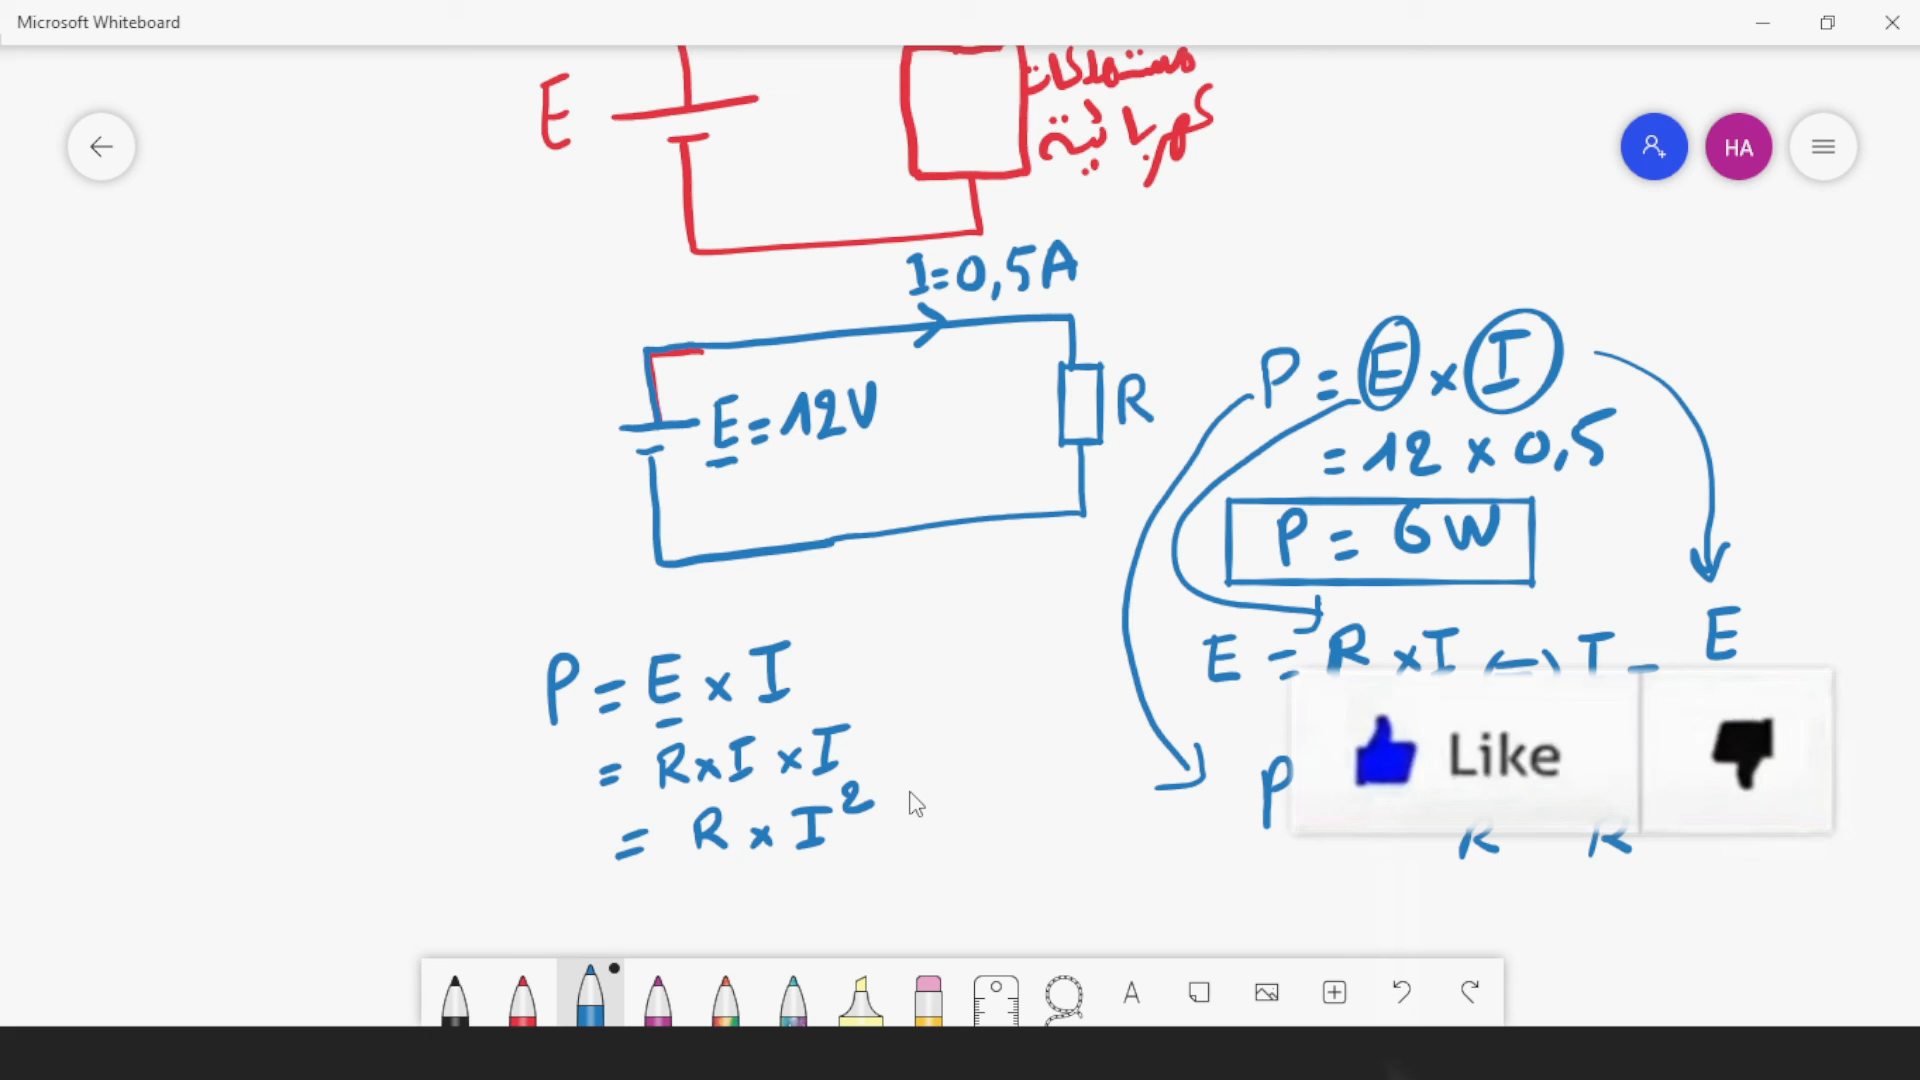 Microsoft Whiteboard
E
مستهلكات
كهربائية
HA
I=0,5A
E=12V
R
P=E×I
=12×0,5
P=6W
E=R×I ⇔ I= E
P
R R
P=E×I
=R×I×I
=R×I²
Like
A